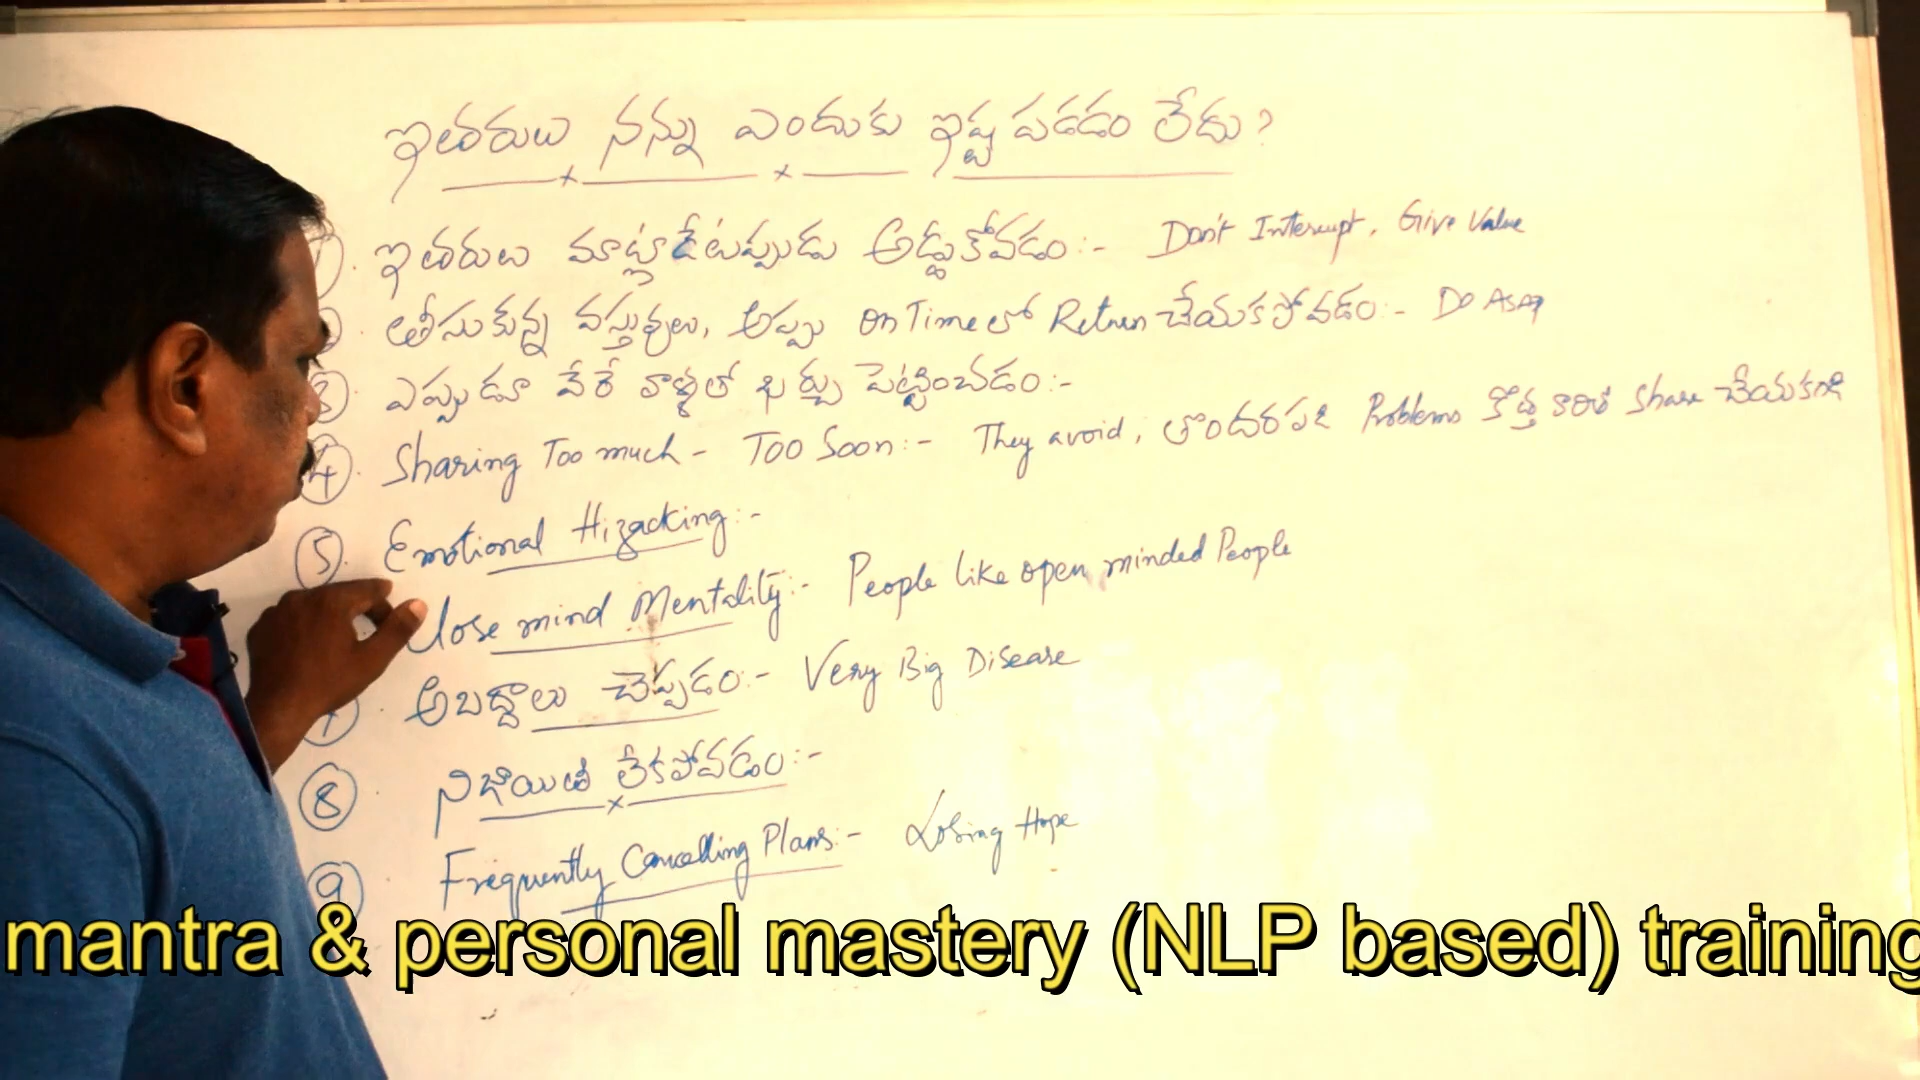 ఇతరులు నన్ను ఎందుకు ఇష్ట పడడం లేదు?
1). ఇతరులు మాట్లాడేటప్పుడు అడ్డుకోవడం:- Don't Interrupt, Give Value
తీసుకున్న వస్తువులు, అప్పు On Time లో Return చేయకపోవడం:- Do ASAP
3). ఎప్పుడూ వేరే వాళ్ళతో ఖర్చు పెట్టించడం:-
4). Sharing Too much - Too Soon:- They avoid, తొందరపడి Problems కొత్త వారితో Share చేయకండి
5). Emotional Hizacking:-
Close mind Mentality:- People like open minded People
7. అబద్దాలు చెప్పడం:- Very Big Disease
8 నిజాయితీ లేకపోవడం:-
9 Frequently Cancelling Plans:- Losing Hope
mantra & personal mastery (NLP based) training